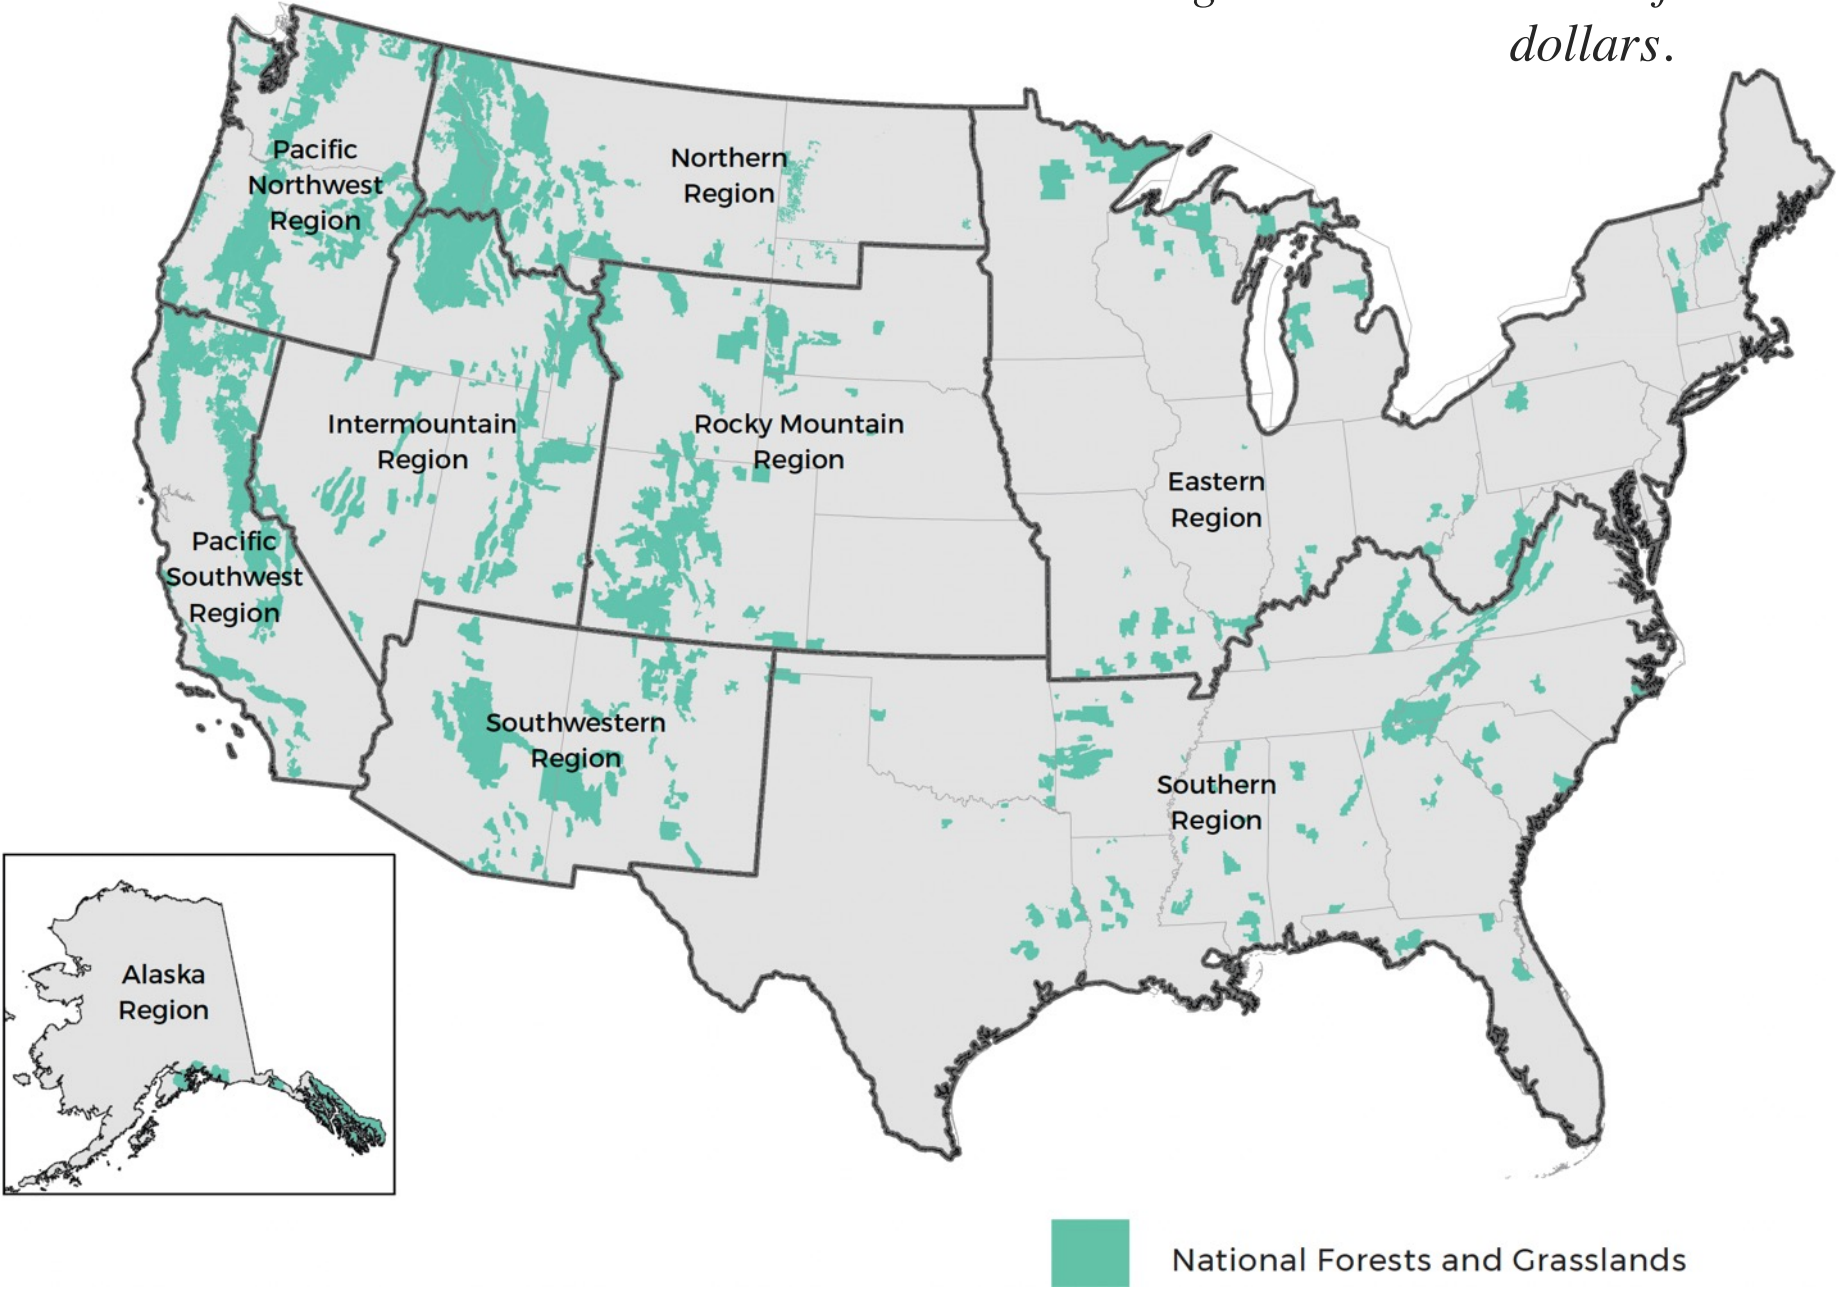 dollars.
Pacific
Northwest
Region
Northern
Region
Intermountain
Region
Rocky Mountain
Region
Eastern
Region
Pacific
Southwest
Region
Southwestern
Region
Southern
Region
Alaska
Region
National Forests and Grasslands